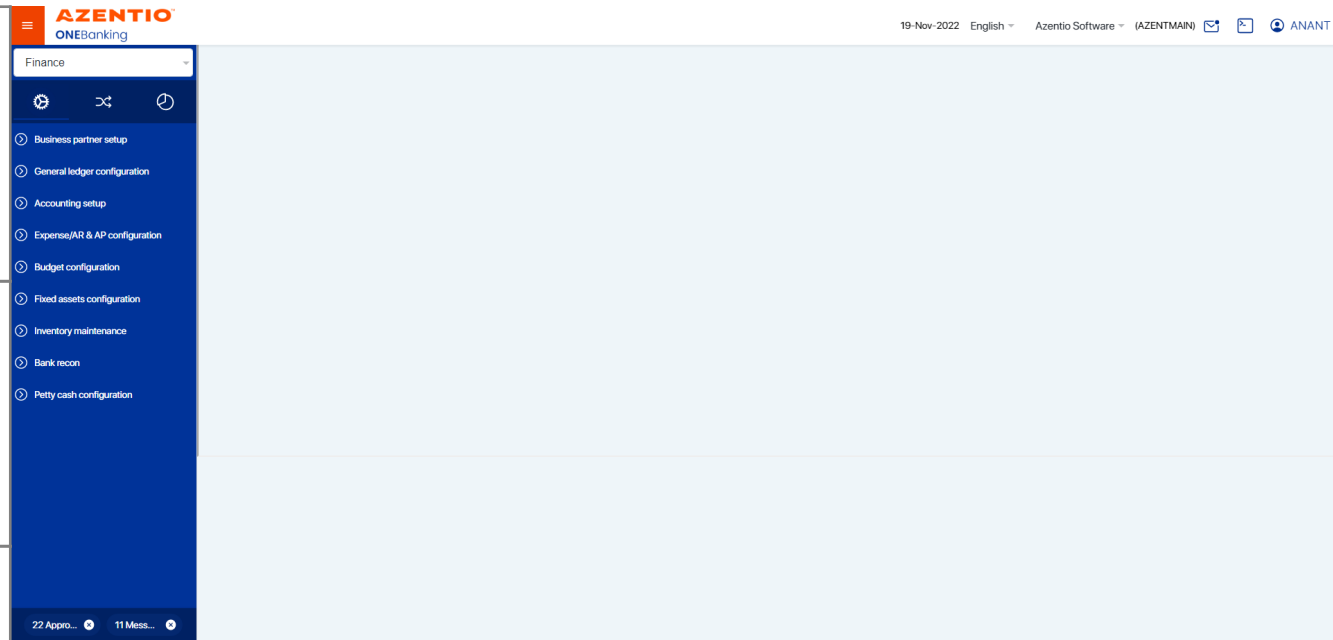 AZENTIO™
ONEBanking
19-Nov-2022 English Azentio Software (AZENTMAIN) ANANT
Finance
Business partner setup
General ledger configuration
Accounting setup
Expense/AR & AP configuration
Budget configuration
Fixed assets configuration
Inventory maintenance
Bank recon
Petty cash configuration
22 Appro... 11 Mess...